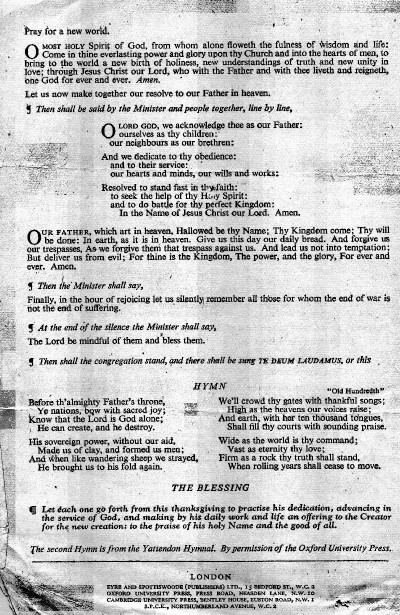 Pray for a new world.
O MOST HOLY Spirit of God, from whom alone floweth the fulness of wisdom and life:
Come in thine everlasting power and glory upon thy Church and into the hearts of men, to
bring to the world a new birth of holiness, new understandings of truth and new unity in
love; through Jesus Christ our Lord, who with the Father and with thee liveth and reigneth,
one God for ever and ever. Amen.
Let us now make together our resolve to our Father in heaven.
¶ Then shall be said by the Minister and people together, line by line,
O LORD GOD, we acknowledge thee as our Father:
ourselves as thy children:
our neighbours as our brethren:
And we dedicate to thy obedience:
and to their service:
our hearts and minds, our wills and works:
Resolved to stand fast in thy faith:
to seek the help of thy Holy Spirit:
and to do battle for thy perfect Kingdom:
In the Name of Jesus Christ our Lord. Amen.
OUR FATHER, which art in heaven, Hallowed be thy Name; Thy Kingdom come; Thy will
be done: In earth, as it is in heaven. Give us this day our daily bread. And forgive us
our trespasses, As we forgive them that trespass against us. And lead us not into temptation;
But deliver us from evil; For thine is the Kingdom, The power, and the glory, For ever and
ever. Amen.
¶ Then the Minister shall say,
Finally, in the hour of rejoicing let us silently remember all those for whom the end of war is
not the end of suffering.
¶ At the end of the silence the Minister shall say,
The Lord be mindful of them and bless them.
¶ Then shall the congregation stand, and there shall be sung TE DEUM LAUDAMUS, or this
HYMN
"Old Hundredth"
Before th'almighty Father's throne,
Ye nations, bow with sacred joy;
Know that the Lord is God alone;
He can create, and he destroy.
His sovereign power, without our aid,
Made us of clay, and formed us men;
And when like wandering sheep we strayed,
He brought us to his fold again.
We'll crowd thy gates with thankful songs;
High as the heavens our voices raise;
And earth, with her ten thousand tongues,
Shall fill thy courts with sounding praise.
Wide as the world is thy command;
Vast as eternity thy love;
Firm as a rock thy truth shall stand,
When rolling years shall cease to move.
THE BLESSING
¶ Let each one go forth from this thanksgiving to practise his dedication, advancing in
the service of God, and making by his daily work and life an offering to the Creator
for the new creation: to the praise of his holy Name and the good of all.
The second Hymn is from the Yattendon Hymnal. By permission of the Oxford University Press.
LONDON
EYRE AND SPOTTISWOODE (PUBLISHERS) LTD., 15 BEDFORD ST., W.C. 2
OXFORD UNIVERSITY PRESS, PRESS ROAD, NEASDEN LANE, N.W. 10
CAMBRIDGE UNIVERSITY PRESS, BENTLEY HOUSE, EUSTON ROAD, N.W. 1
S.P.C.K., NORTHUMBERLAND AVENUE, W.C. 2